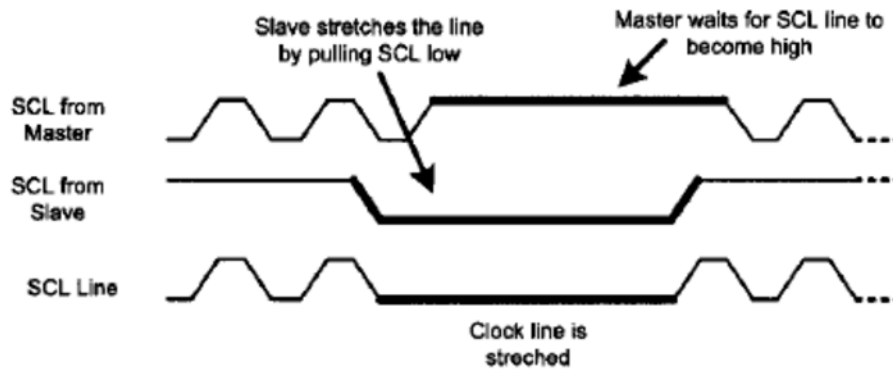 Slave stretches the line
by pulling SCL low
Master waits for SCL line to
become high
SCL from
Master
SCL from
Slave
SCL Line
Clock line is
streched